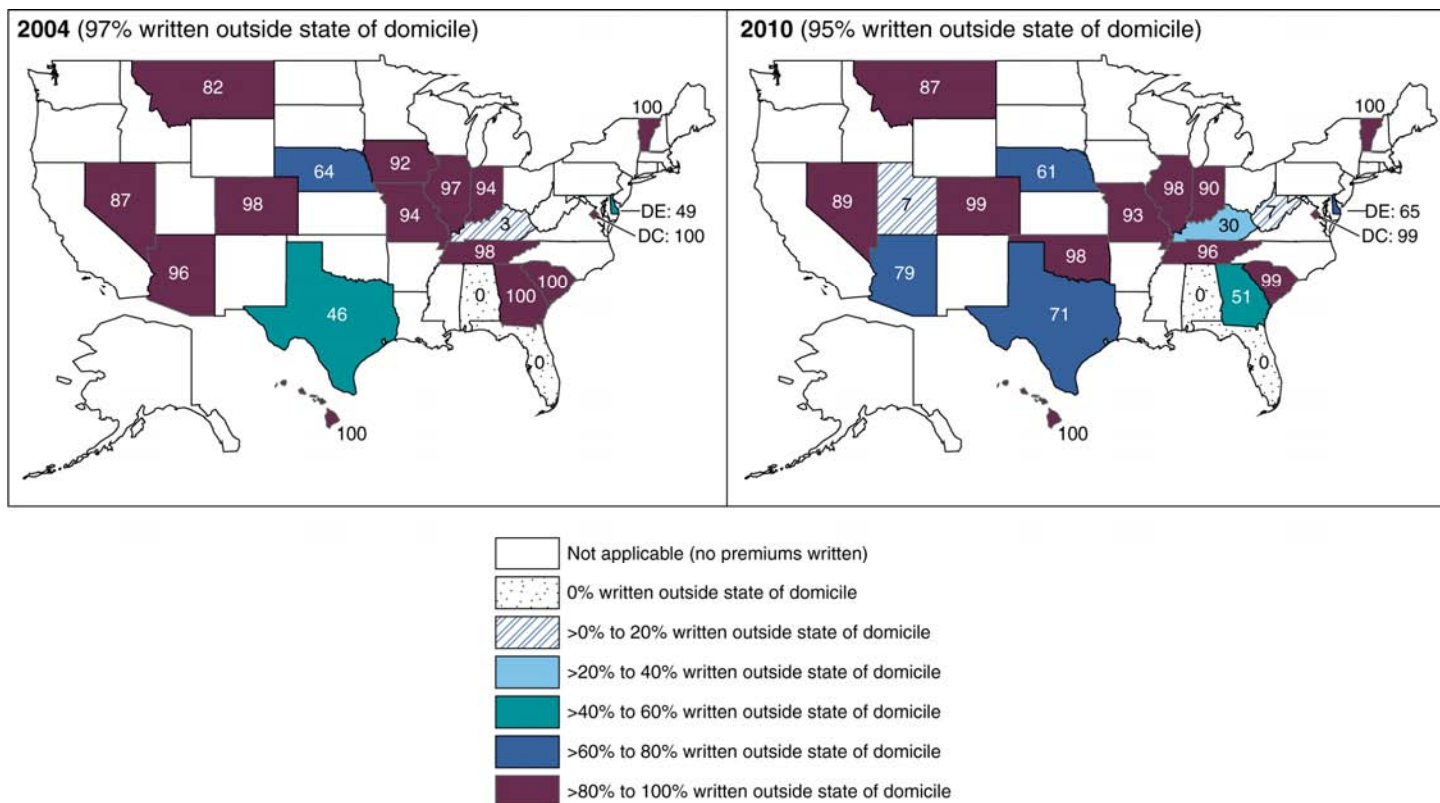 2004 (97% written outside state of domicile)
82
100
64
92
97
94
87
98
94
3
DE: 49
DC: 100
98
96
100
100
0
46
0
100
2010 (95% written outside state of domicile)
87
100
61
98
90
89
7
99
93
7
30
DE: 65
DC: 99
96
98
79
99
51
0
71
0
100
Not applicable (no premiums written)
0% written outside state of domicile
>0% to 20% written outside state of domicile
>20% to 40% written outside state of domicile
>40% to 60% written outside state of domicile
>60% to 80% written outside state of domicile
>80% to 100% written outside state of domicile